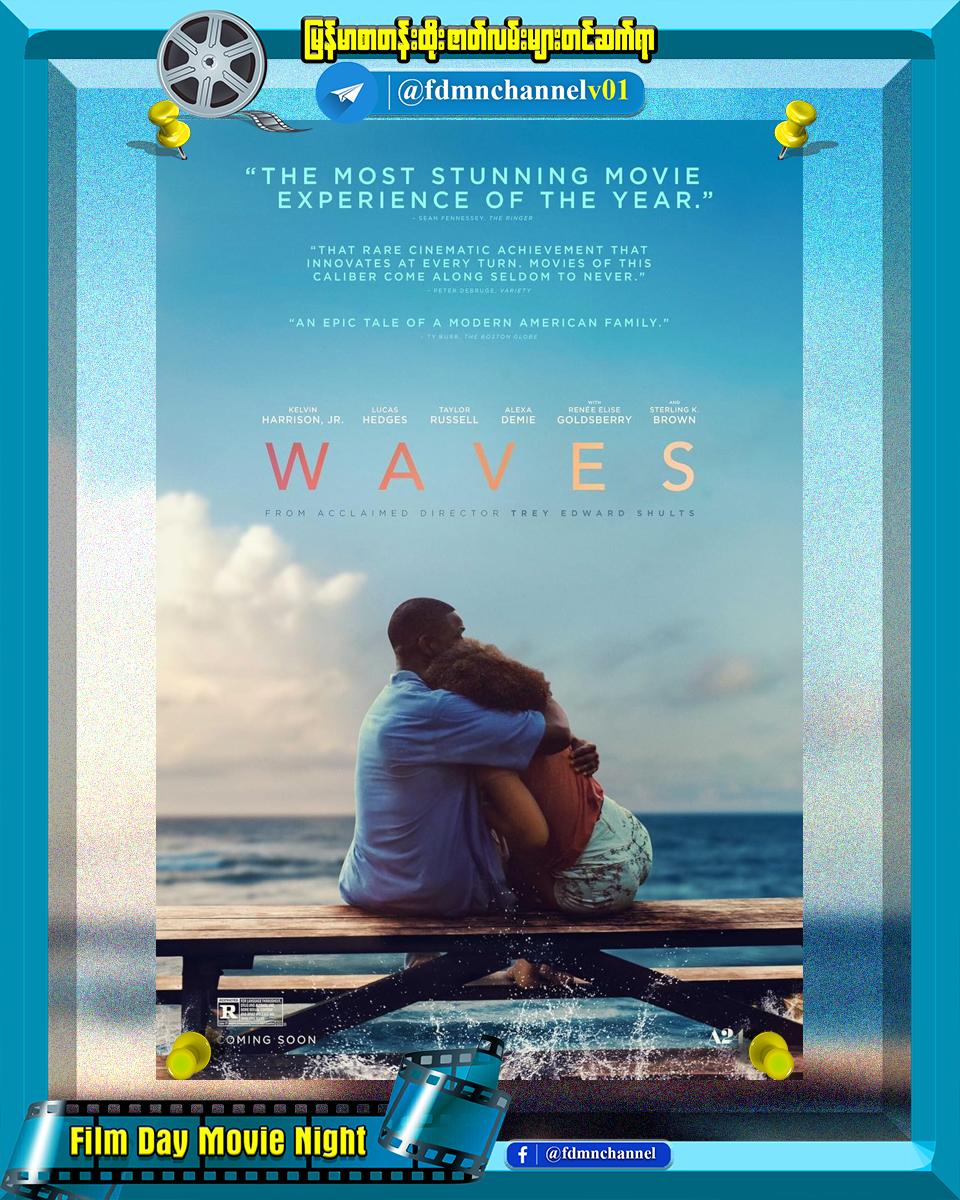 မြန်မာစာတန်းထိုးဇာတ်လမ်းများတင်ဆက်ရာ
@fdmnchannelv01
“THE MOST STUNNING MOVIE
EXPERIENCE OF THE YEAR.”
– SEAN FENNESSEY, THE RINGER
“THAT RARE CINEMATIC ACHIEVEMENT THAT
INNOVATES AT EVERY TURN. MOVIES OF THIS
CALIBER COME ALONG SELDOM TO NEVER.”
– PETER DEBRUGE, VARIETY
“AN EPIC TALE OF A MODERN AMERICAN FAMILY.”
– TY BURR, THE BOSTON GLOBE
KELVIN HARRISON, JR. LUCAS HEDGES TAYLOR RUSSELL ALEXA DEMIE WITH RENÉE ELISE GOLDSBERRY AND STERLING K. BROWN
WAVES
FROM ACCLAIMED DIRECTOR TREY EDWARD SHULTS
RESTRICTED
R
COMING SOON
A24
Film Day Movie Night
@fdmnchannel